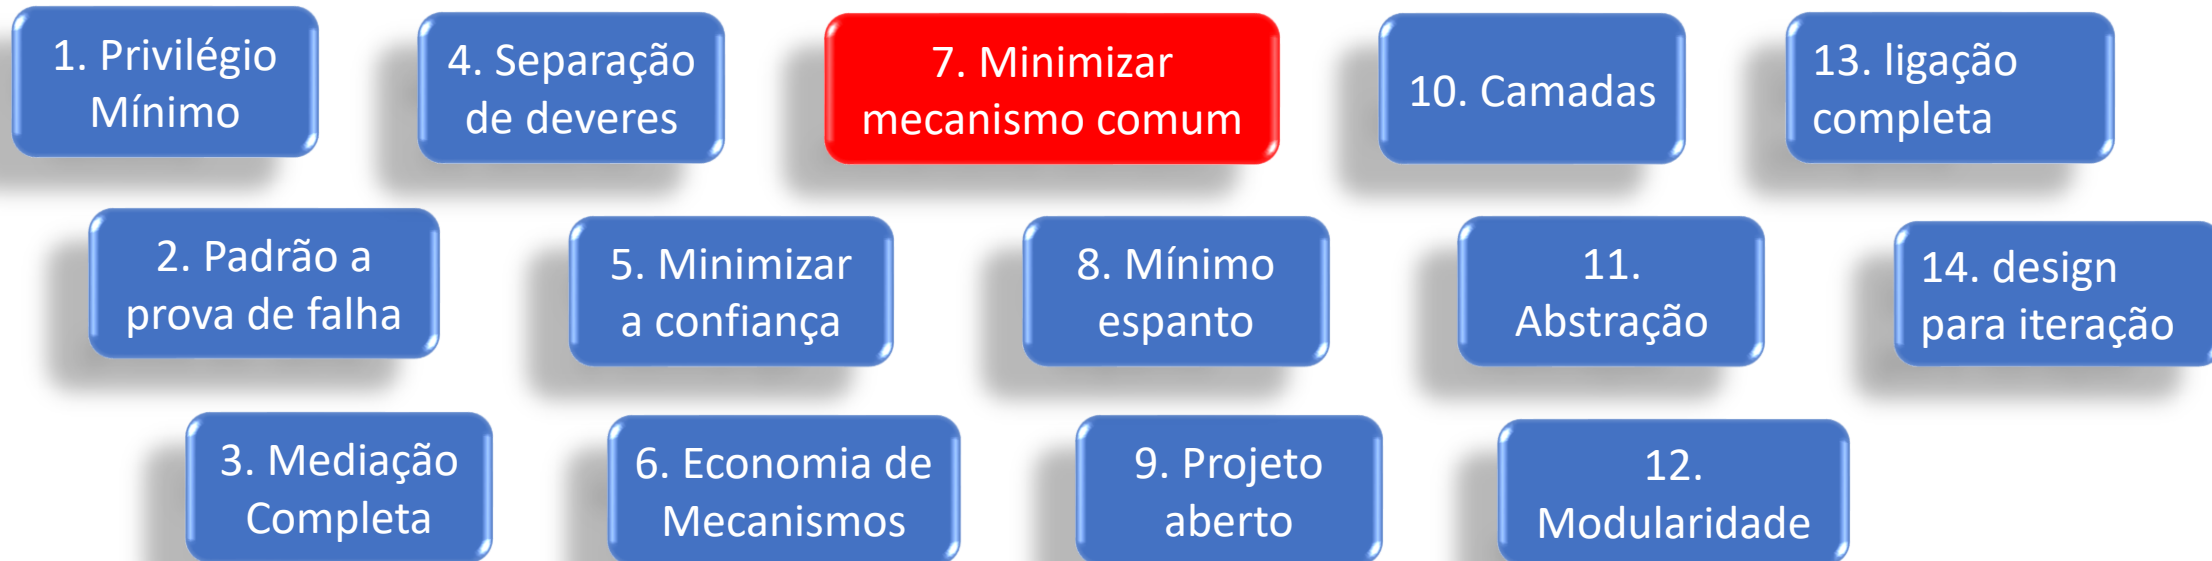 1. Privilégio
Mínimo
4. Separação
de deveres
7. Minimizar
mecanismo comum
10. Camadas
13. ligação
completa
2. Padrão a
prova de falha
5. Minimizar
a confiança
8. Mínimo
espanto
11.
Abstração
14. design
para iteração
3. Mediação
Completa
6. Economia de
Mecanismos
9. Projeto
aberto
12.
Modularidade